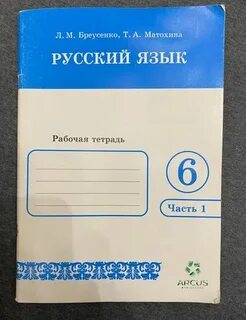 Л. М. Бреусенко, Т. А. Матохина
РУССКИЙ ЯЗЫК
Рабочая тетрадь
6
Часть 1
ARCUS